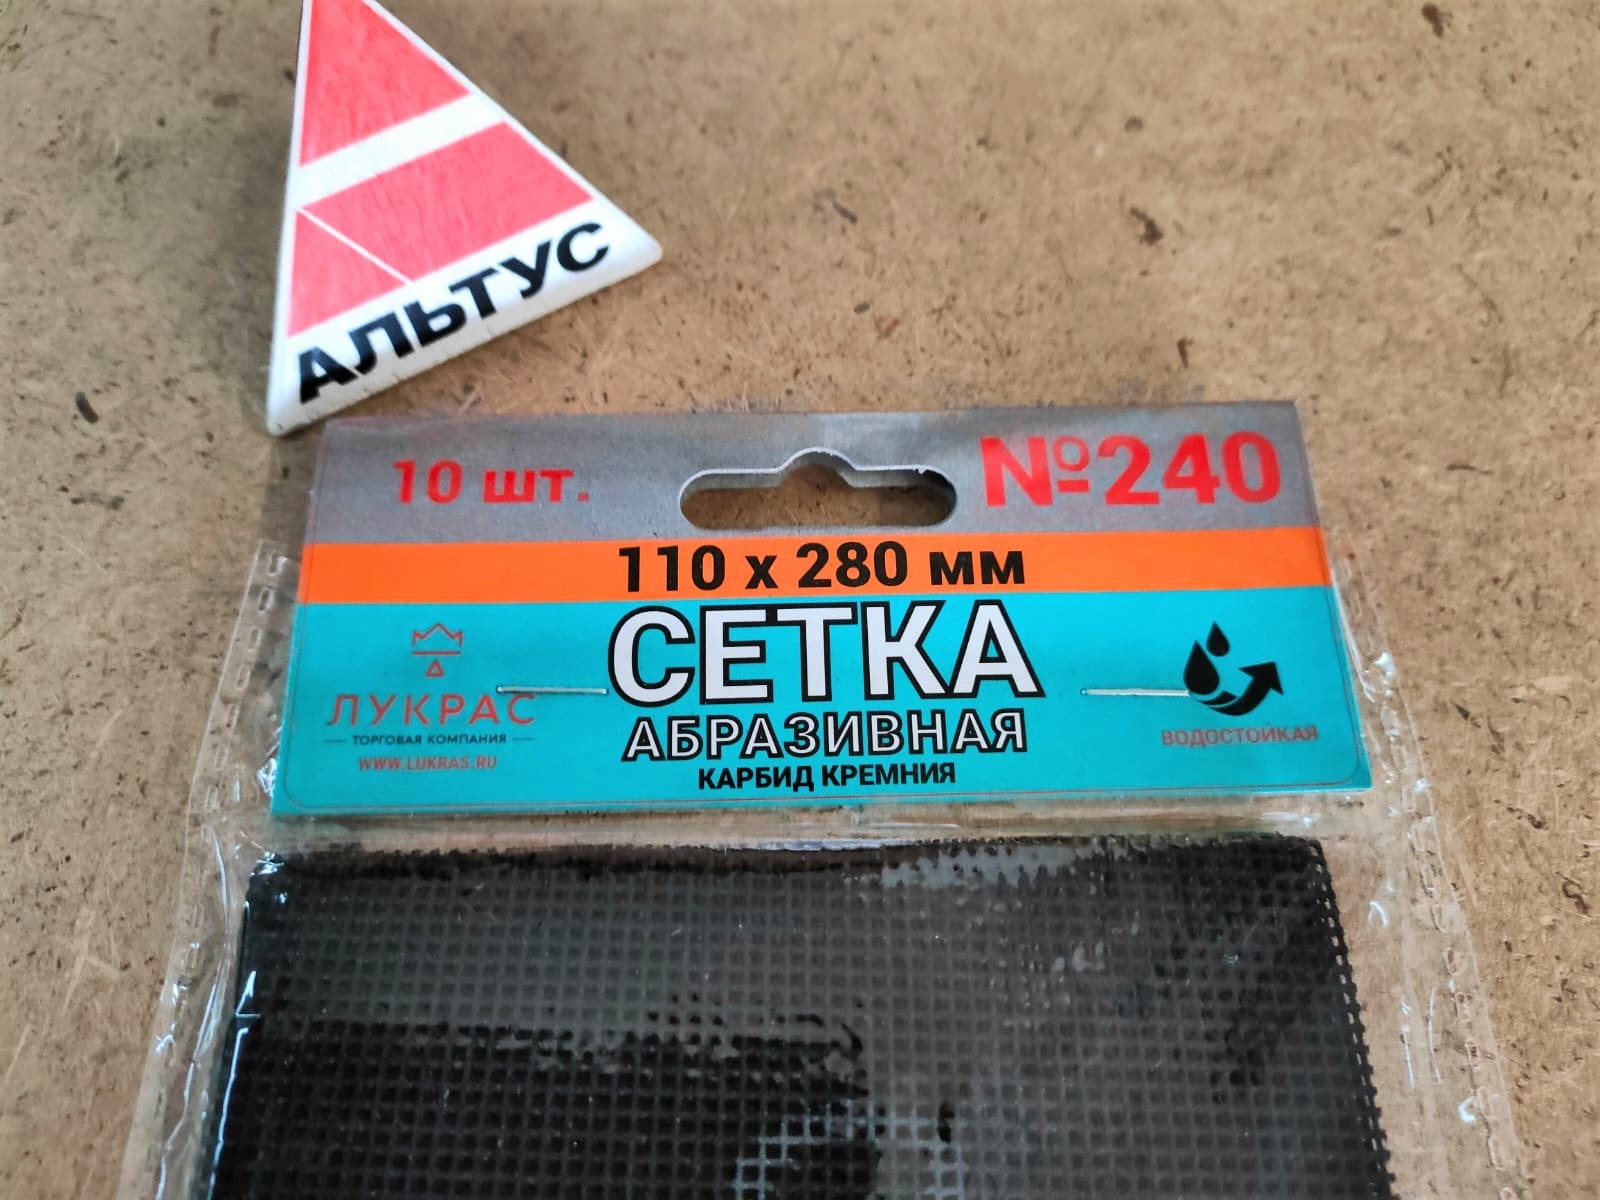 АЛЬТУС
10 шт.
№240
110 х 280 мм
СЕТКА
АБРАЗИВНАЯ
КАРБИД КРЕМНИЯ
ЛУКРАС
ТОРГОВАЯ КОМПАНИЯ
WWW.LUKRAS.RU
ВОДОСТОЙКАЯ